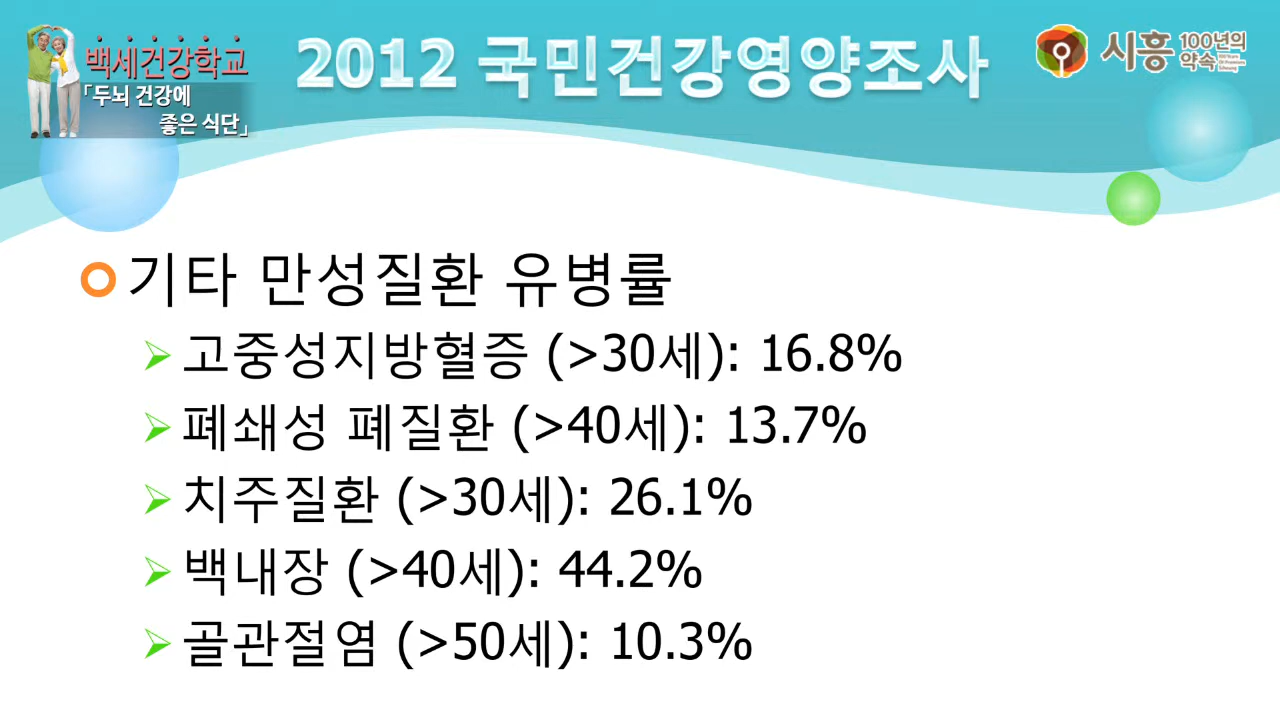 백세건강학교
「두뇌 건강에
좋은 식단」
2012 국민건강영양조사
시흥 100년의
약속
기타 만성질환 유병률
고중성지방혈증 (>30세): 16.8%
폐쇄성 폐질환 (>40세): 13.7%
치주질환 (>30세): 26.1%
백내장 (>40세): 44.2%
골관절염 (>50세): 10.3%